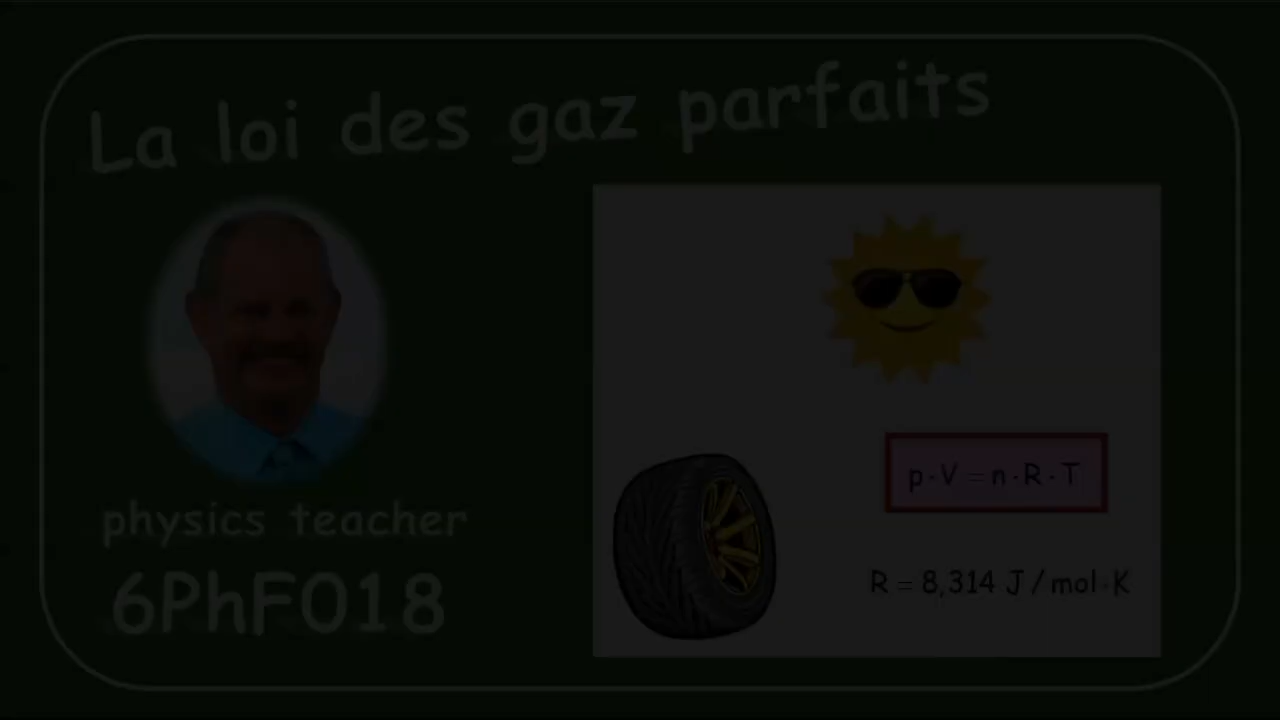 La loi des gaz parfaits
physics teacher
6PhF018
p·V = n·R·T
R = 8,314 J/mol·K